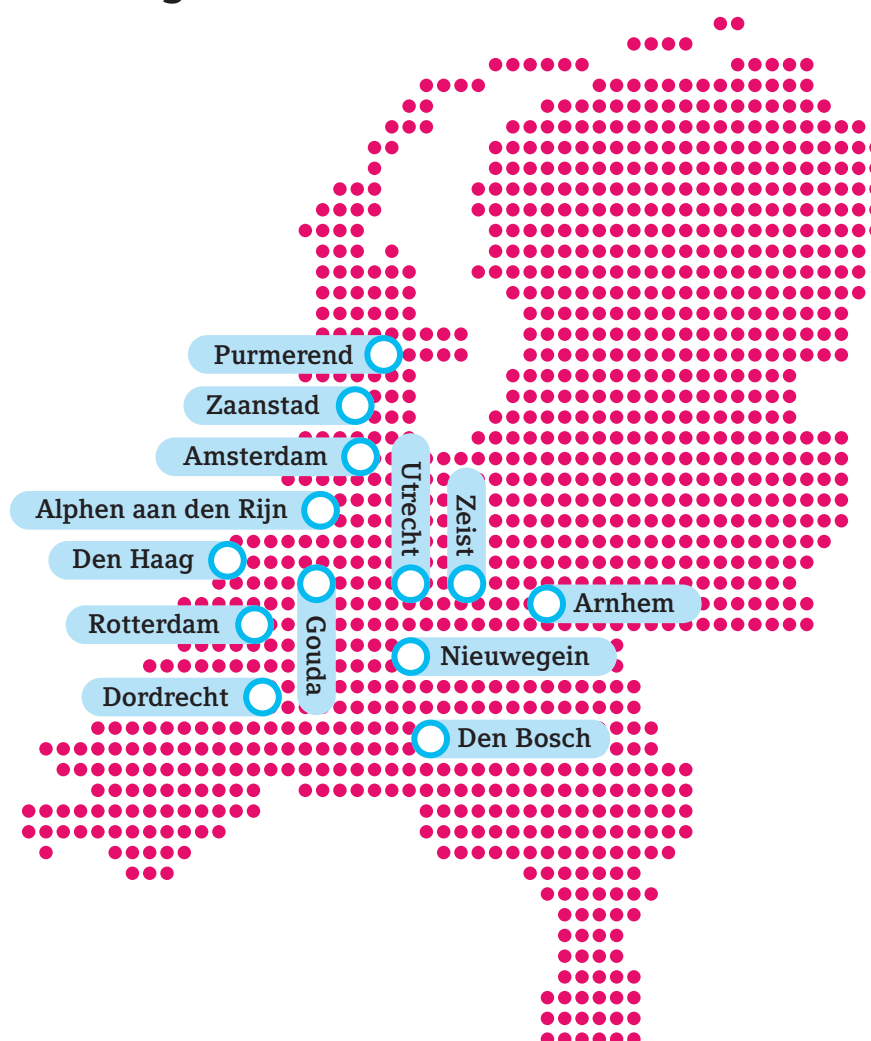 Purmerend
Zaanstad
Amsterdam
Utrecht
Zeist
Alphen aan den Rijn
Den Haag
Arnhem
Rotterdam
Gouda
Nieuwegein
Dordrecht
Den Bosch